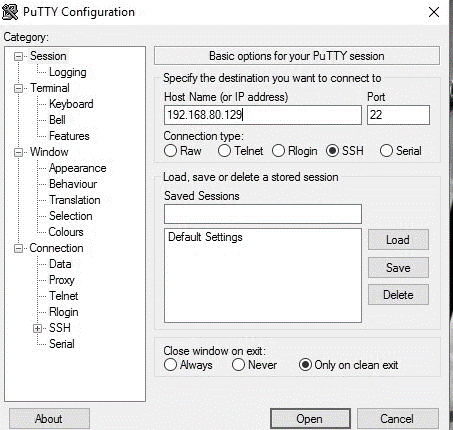 PuTTY Configuration
Category:
Session
Logging
Terminal
Keyboard
Bell
Features
Window
Appearance
Behaviour
Translation
Selection
Colours
Connection
Data
Proxy
Telnet
Rlogin
SSH
Serial
Basic options for your PuTTY session
Specify the destination you want to connect to
Host Name (or IP address) Port
192.168.80.129 22
Connection type:
Raw Telnet Rlogin SSH Serial
Load, save or delete a stored session
Saved Sessions
Default Settings
Load
Save
Delete
Close window on exit:
Always Never Only on clean exit
About Open Cancel